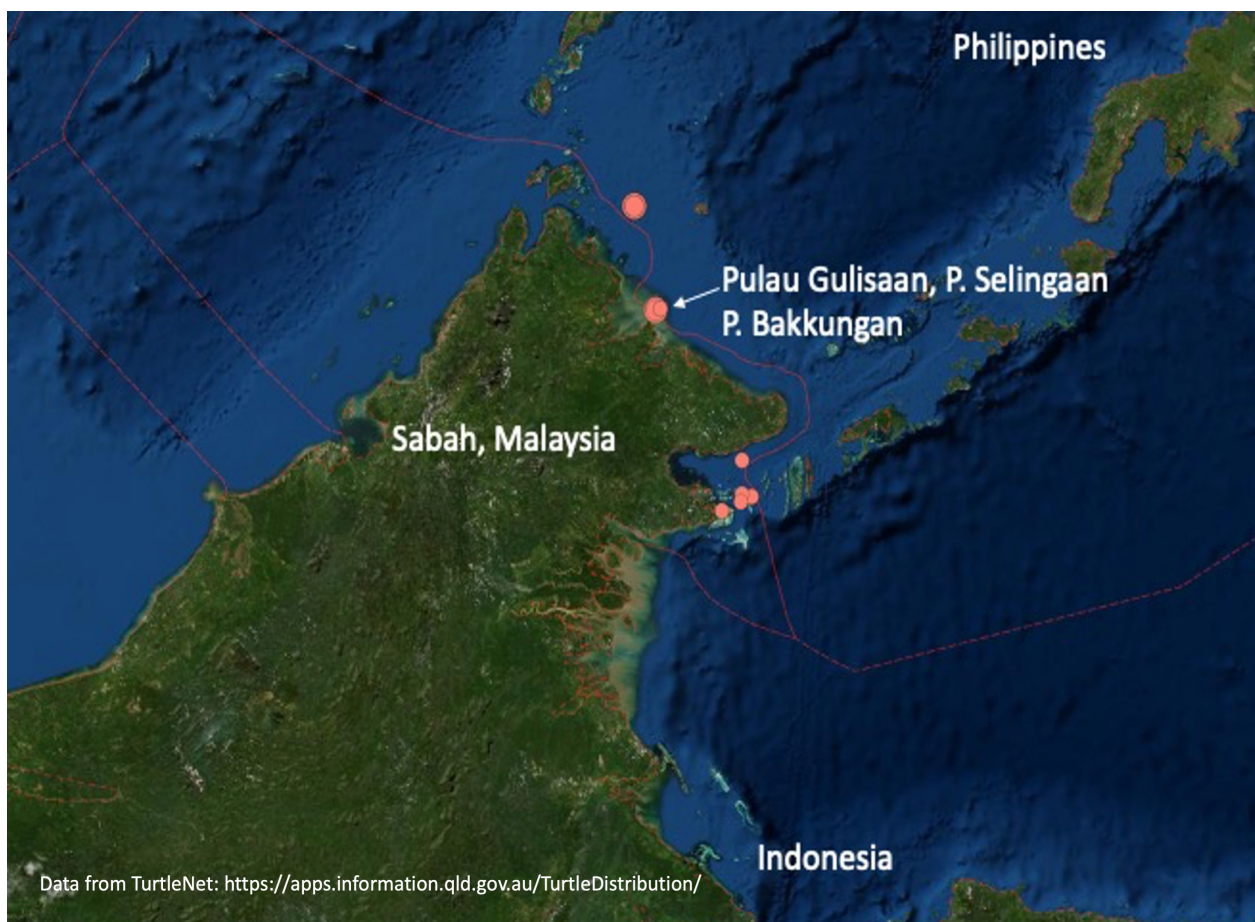 Philippines
Pulau Gulisaan, P. Selingaan
P. Bakkungan
Sabah, Malaysia
Indonesia
Data from TurtleNet: https://apps.information.qld.gov.au/TurtleDistribution/